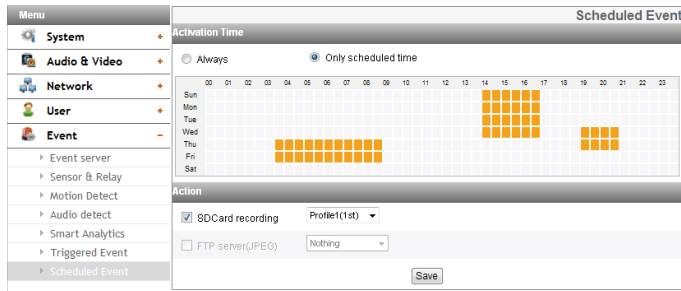 Menu
System +
Audio & Video +
Network +
User +
Event -
Event server
Sensor & Relay
Motion Detect
Audio detect
Smart Analytics
Triggered Event
Scheduled Event
Scheduled Event
Activation Time
Always Only scheduled time
00 01 02 03 04 05 06 07 08 09 10 11 12 13 14 15 16 17 18 19 20 21 22 23
Sun
Mon
Tue
Wed
Thu
Fri
Sat
Action
SDCard recording Profile1(1st)
FTP server(JPEG) Nothing
Save